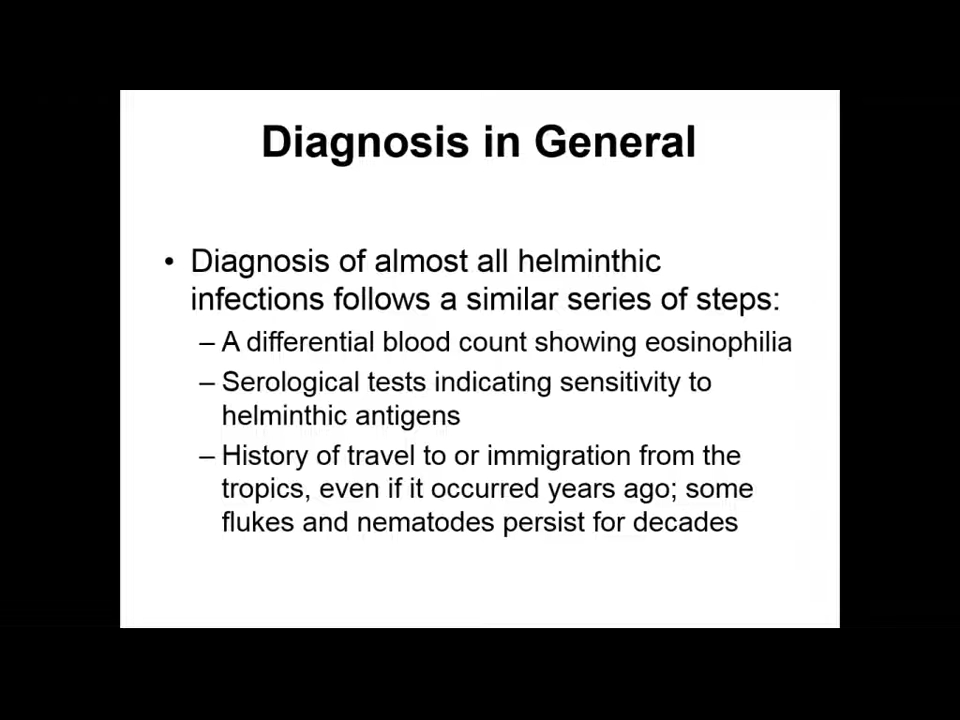 Diagnosis in General
• Diagnosis of almost all helminthic
infections follows a similar series of steps:
– A differential blood count showing eosinophilia
– Serological tests indicating sensitivity to
helminthic antigens
– History of travel to or immigration from the
tropics, even if it occurred years ago; some
flukes and nematodes persist for decades